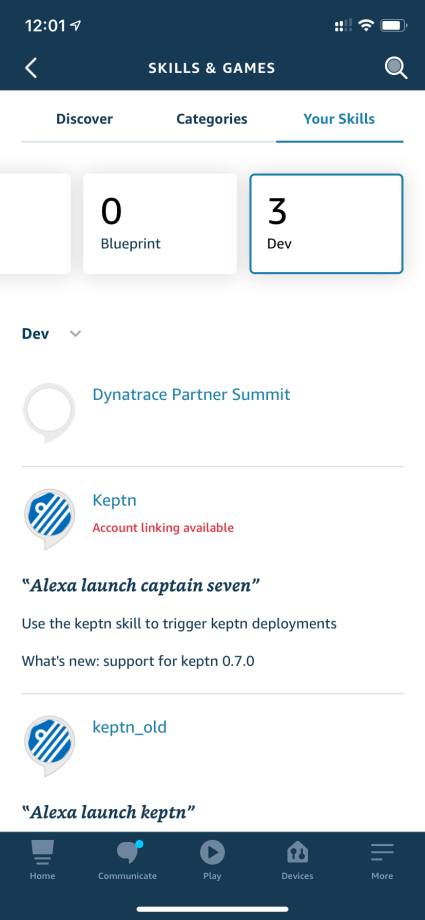 12:01
SKILLS & GAMES
Discover
Categories
Your Skills
0
Blueprint
3
Dev
Dev
Dynatrace Partner Summit
Keptn
Account linking available
“Alexa launch captain seven”
Use the keptn skill to trigger keptn deployments
What's new: support for keptn 0.7.0
keptn_old
“Alexa launch keptn”
Home
Communicate
Play
Devices
More